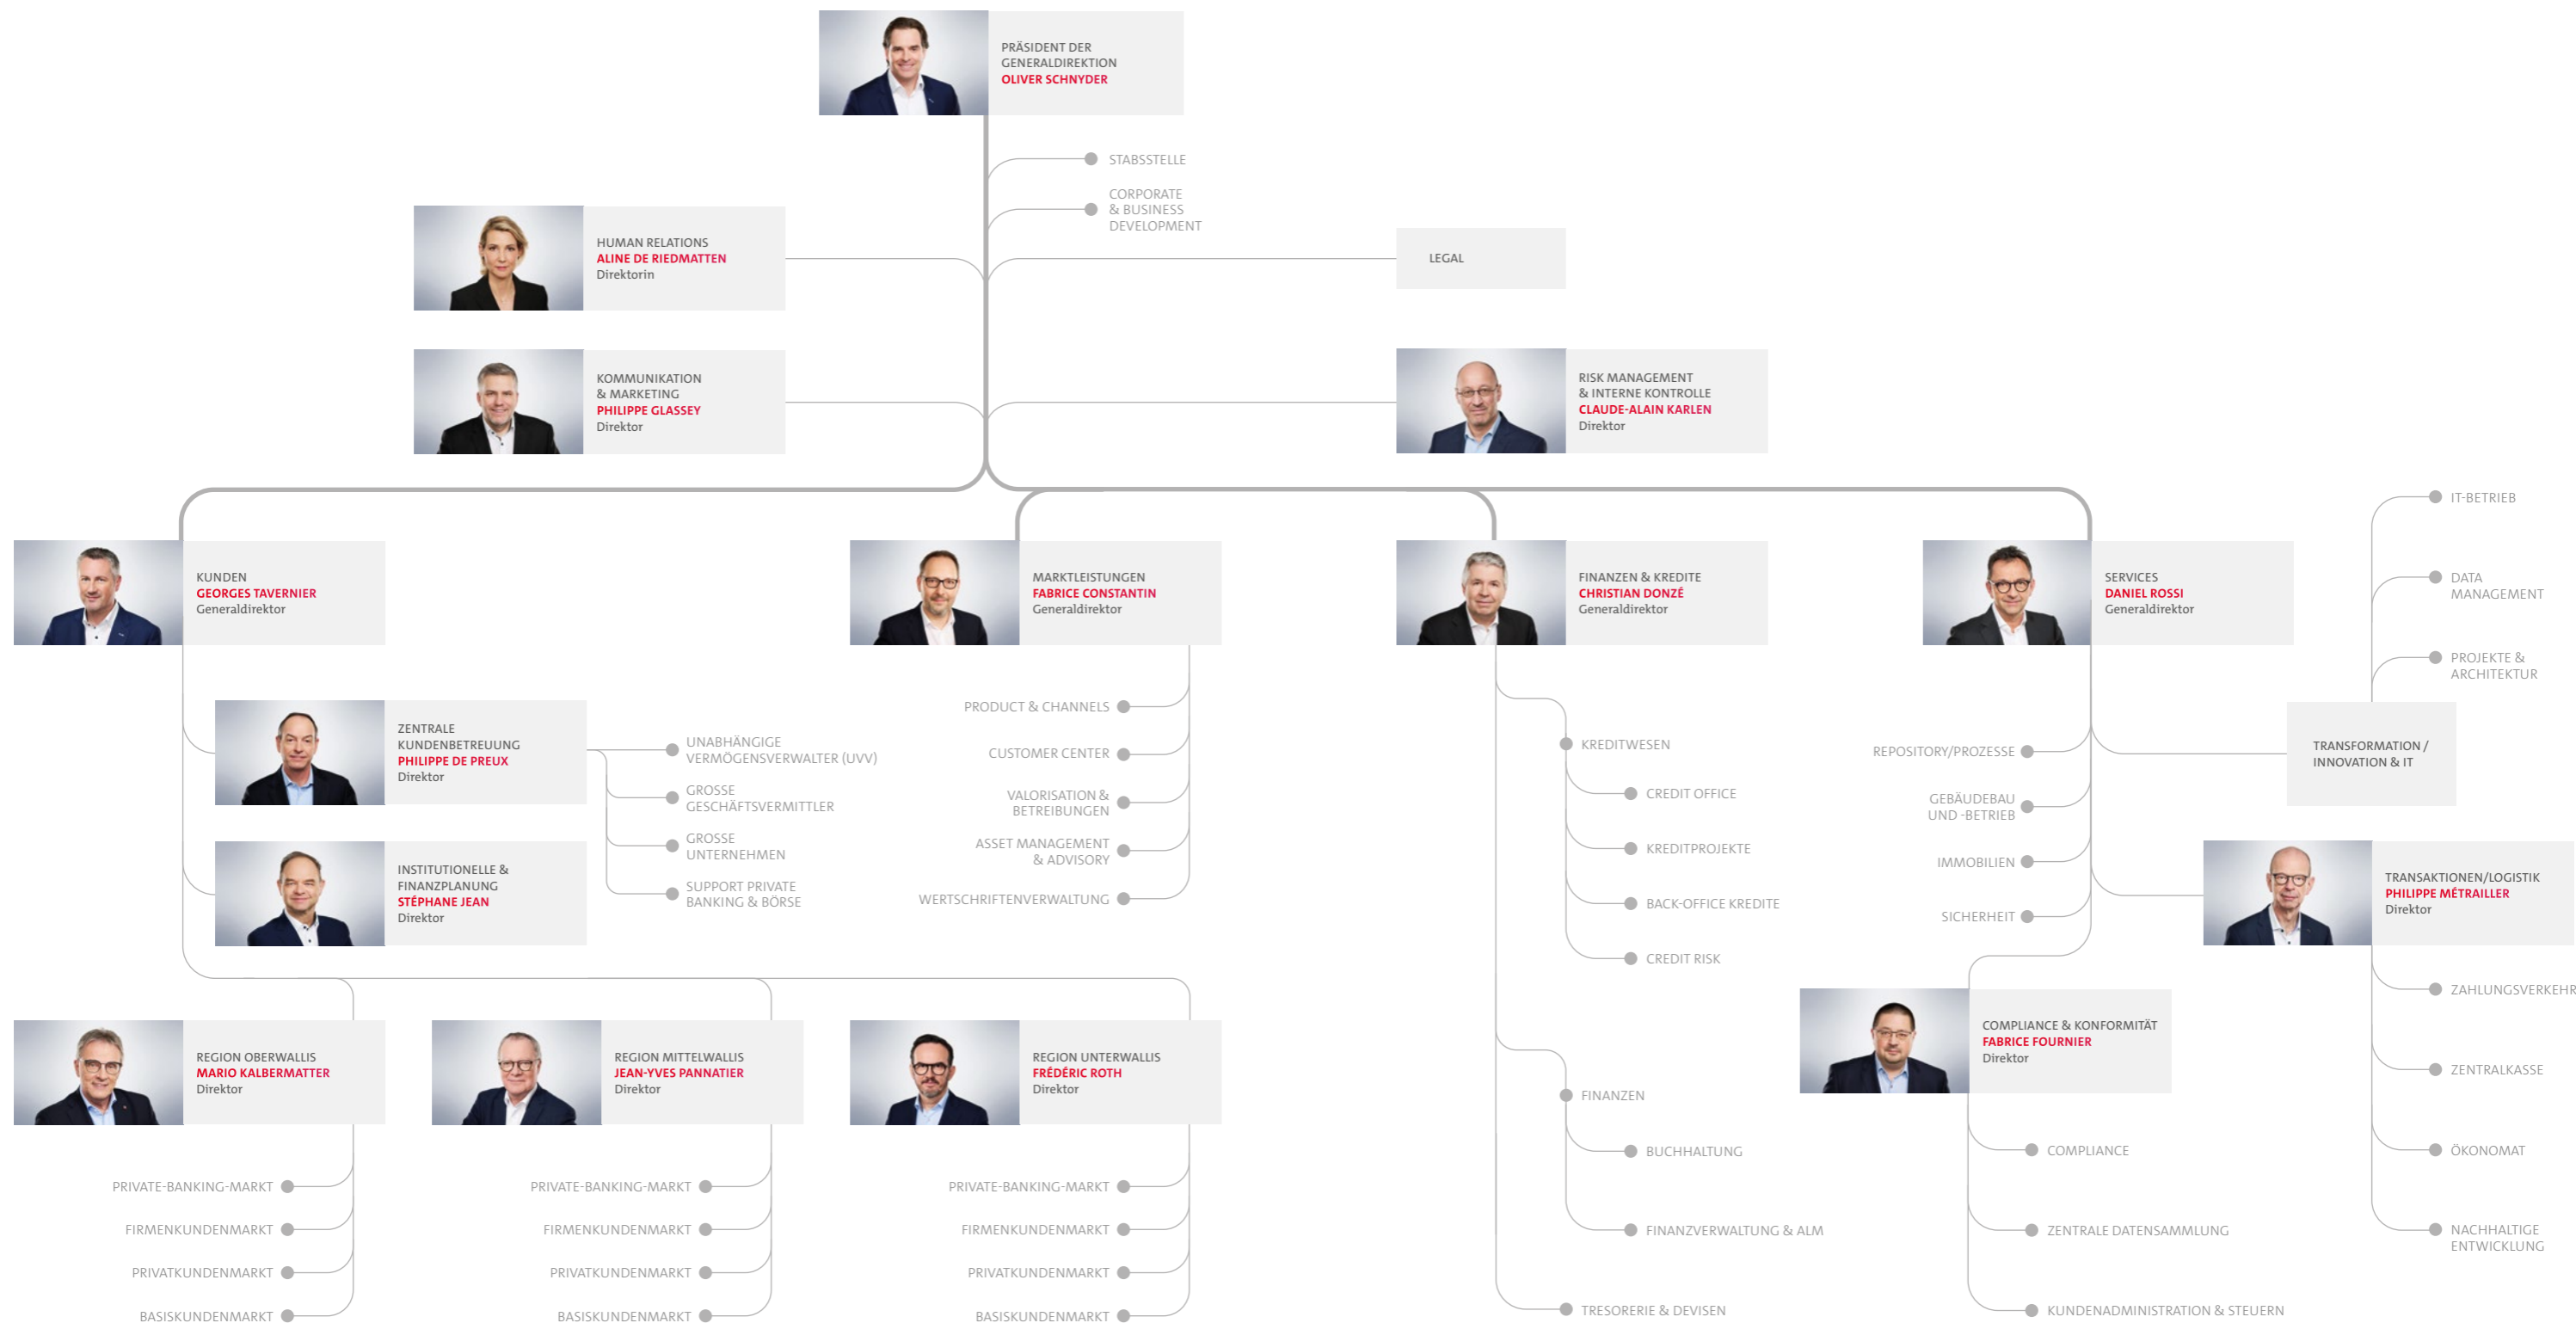 PRÄSIDENT DER
GENERALDIREKTION
OLIVER SCHNYDER
STABSSTELLE
CORPORATE
& BUSINESS
DEVELOPMENT
HUMAN RELATIONS
ALINE DE RIEDMATTEN
Direktorin
LEGAL
KOMMUNIKATION
& MARKETING
PHILIPPE GLASSEY
Direktor
RISK MANAGEMENT
& INTERNE KONTROLLE
CLAUDE-ALAIN KARLEN
Direktor
KUNDEN
GEORGES TAVERNIER
Generaldirektor
MARKTLEISTUNGEN
FABRICE CONSTANTIN
Generaldirektor
FINANZEN & KREDITE
CHRISTIAN DONZÉ
Generaldirektor
SERVICES
DANIEL ROSSI
Generaldirektor
IT-BETRIEB
DATA
MANAGEMENT
PROJEKTE &
ARCHITEKTUR
TRANSFORMATION /
INNOVATION & IT
ZENTRALE
KUNDENBETREUUNG
PHILIPPE DE PREUX
Direktor
UNABHÄNGIGE
VERMÖGENSVERWALTER (UVV)
GROSSE
GESCHÄFTSVERMITTLER
GROSSE
UNTERNEHMEN
SUPPORT PRIVATE
BANKING & BÖRSE
INSTITUTIONELLE &
FINANZPLANUNG
STÉPHANE JEAN
Direktor
PRODUCT & CHANNELS
CUSTOMER CENTER
VALORISATION &
BETREIBUNGEN
ASSET MANAGEMENT
& ADVISORY
WERTSCHRIFTENVERWALTUNG
KREDITWESEN
CREDIT OFFICE
KREDITPROJEKTE
BACK-OFFICE KREDITE
CREDIT RISK
REPOSITORY/PROZESSE
GEBÄUDEBAU
UND -BETRIEB
IMMOBILIEN
SICHERHEIT
TRANSAKTIONEN/LOGISTIK
PHILIPPE MÉTRAILLER
Direktor
ZAHLUNGSVERKEHR
ZENTRALKASSE
ÖKONOMAT
NACHHALTIGE
ENTWICKLUNG
REGION OBERWALLIS
MARIO KALBERMATTER
Direktor
REGION MITTELWALLIS
JEAN-YVES PANNATIER
Direktor
REGION UNTERWALLIS
FRÉDÉRIC ROTH
Direktor
COMPLIANCE & KONFORMITÄT
FABRICE FOURNIER
Direktor
FINANZEN
BUCHHALTUNG
FINANZVERWALTUNG & ALM
TRESORERIE & DEVISEN
COMPLIANCE
ZENTRALE DATENSAMMLUNG
KUNDENADMINISTRATION & STEUERN
PRIVATE-BANKING-MARKT
FIRMENKUNDENMARKT
PRIVATKUNDENMARKT
BASISKUNDENMARKT
PRIVATE-BANKING-MARKT
FIRMENKUNDENMARKT
PRIVATKUNDENMARKT
BASISKUNDENMARKT
PRIVATE-BANKING-MARKT
FIRMENKUNDENMARKT
PRIVATKUNDENMARKT
BASISKUNDENMARKT